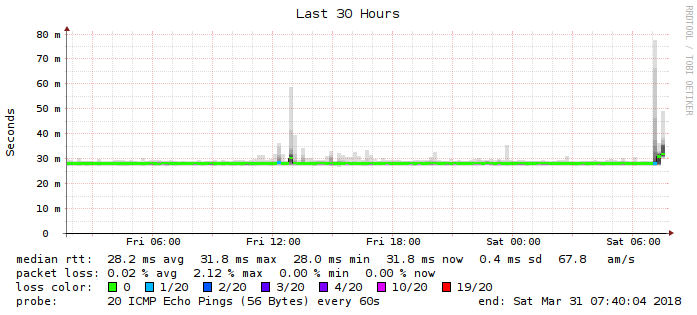 Last 30 Hours
RRDTOOL / TOBI OETIKER
Seconds
80 m
70 m
60 m
50 m
40 m
30 m
20 m
10 m
0
Fri 06:00 Fri 12:00 Fri 18:00 Sat 00:00 Sat 06:00
median rtt: 28.2 ms avg 31.8 ms max 28.0 ms min 31.8 ms now 0.4 ms sd 67.8 am/s
packet loss: 0.02 % avg 2.12 % max 0.00 % min 0.00 % now
loss color: 0 1/20 2/20 3/20 4/20 10/20 19/20
probe: 20 ICMP Echo Pings (56 Bytes) every 60s end: Sat Mar 31 07:40:04 2018